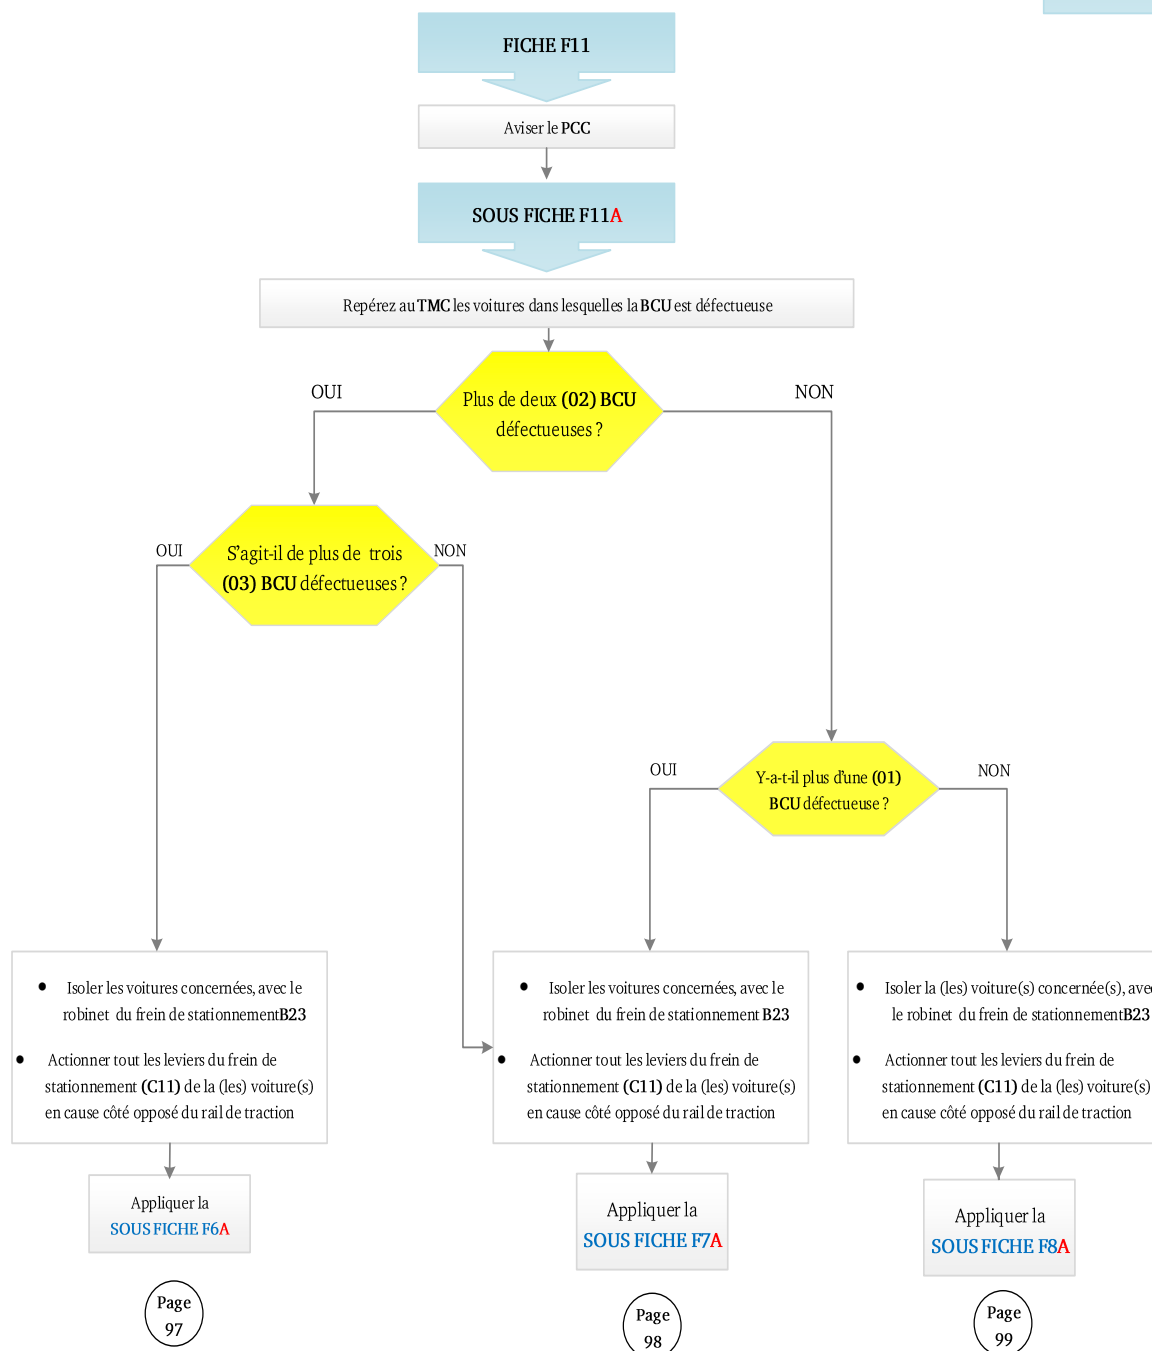 FICHE F11
Aviser le PCC
SOUS FICHE F11A
Repérez au TMC les voitures dans lesquelles la BCU est défectueuse
OUI
NON
Plus de deux (02) BCU
défectueuses ?
OUI
NON
S'agit-il de plus de trois
(03) BCU défectueuses ?
OUI
NON
Y-a-t-il plus d'une (01)
BCU défectueuse ?
• Isoler les voitures concernées, avec le
robinet du frein de stationnement B23
• Actionner tout les leviers du frein de
stationnement (C11) de la (les) voiture(s)
en cause côté opposé du rail de traction
• Isoler les voitures concernées, avec le
robinet du frein de stationnement B23
• Actionner tout les leviers du frein de
stationnement (C11) de la (les) voiture(s)
en cause côté opposé du rail de traction
• Isoler la (les) voiture(s) concernée(s), avec
le robinet du frein de stationnement B23
• Actionner tout les leviers du frein de
stationnement (C11) de la (les) voiture(s)
en cause côté opposé du rail de traction
Appliquer la
SOUS FICHE F6A
Appliquer la
SOUS FICHE F7A
Appliquer la
SOUS FICHE F8A
Page
97
Page
98
Page
99